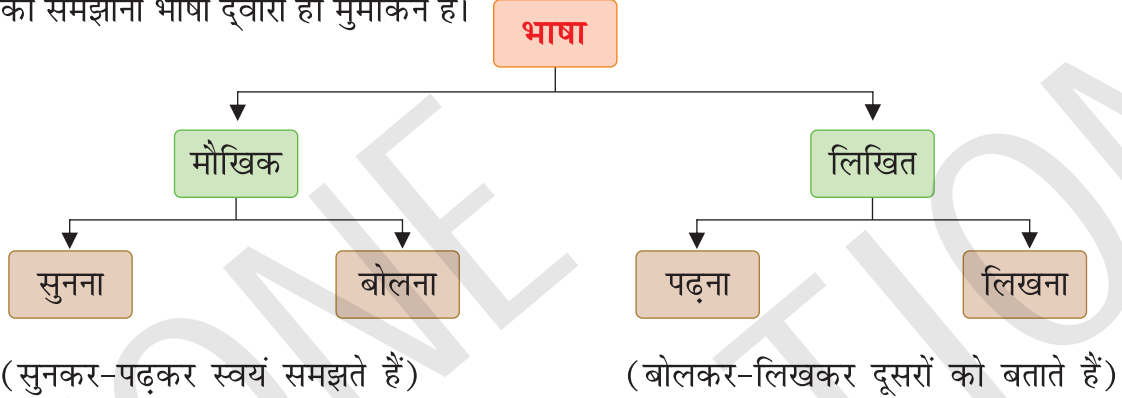 को समझाना भाषा द्वारा ही मुमकिन है।
भाषा
मौखिक लिखित
सुनना बोलना पढ़ना लिखना
(सुनकर-पढ़कर स्वयं समझते हैं) (बोलकर-लिखकर दूसरों को बताते हैं)